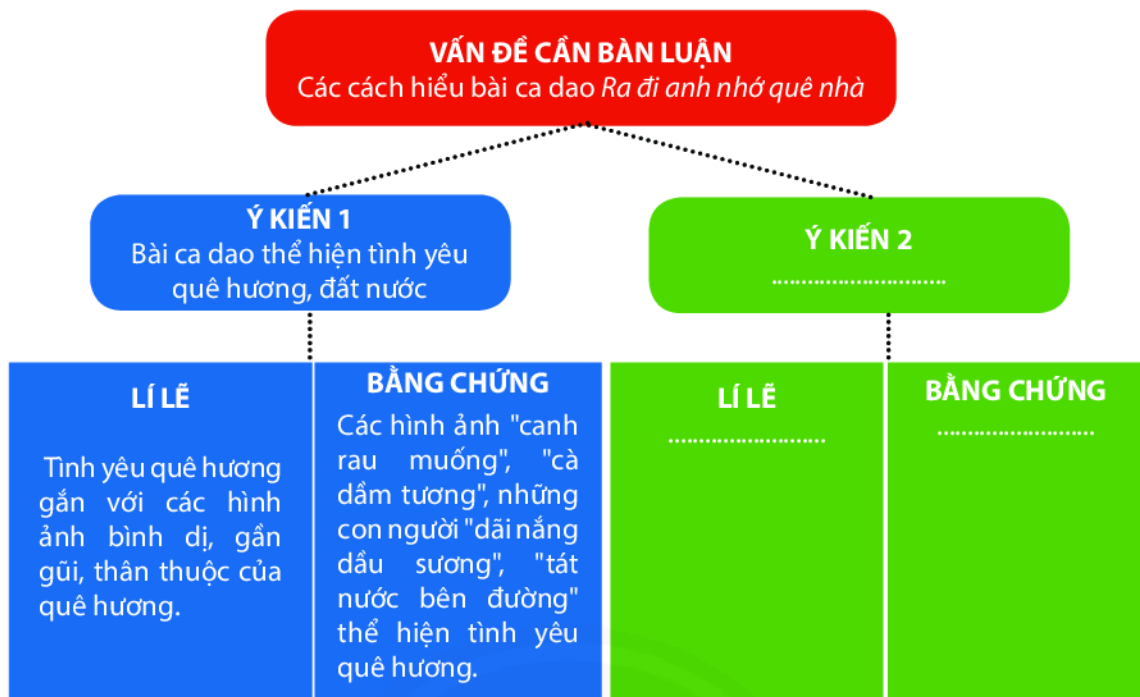 VẤN ĐỀ CẦN BÀN LUẬN
Các cách hiểu bài ca dao Ra đi anh nhớ quê nhà
Ý KIẾN 1
Bài ca dao thể hiện tình yêu
quê hương, đất nước
Ý KIẾN 2
.............................
LÍ LẼ
Tình yêu quê hương
gắn với các hình
ảnh bình dị, gần
gũi, thân thuộc của
quê hương.
BẰNG CHỨNG
Các hình ảnh "canh
rau muống", "cà
dầm tương", những
con người "dãi nắng
dầu sương", "tát
nước bên đường"
thể hiện tình yêu
quê hương.
LÍ LẼ
..........................
BẰNG CHỨNG
..........................